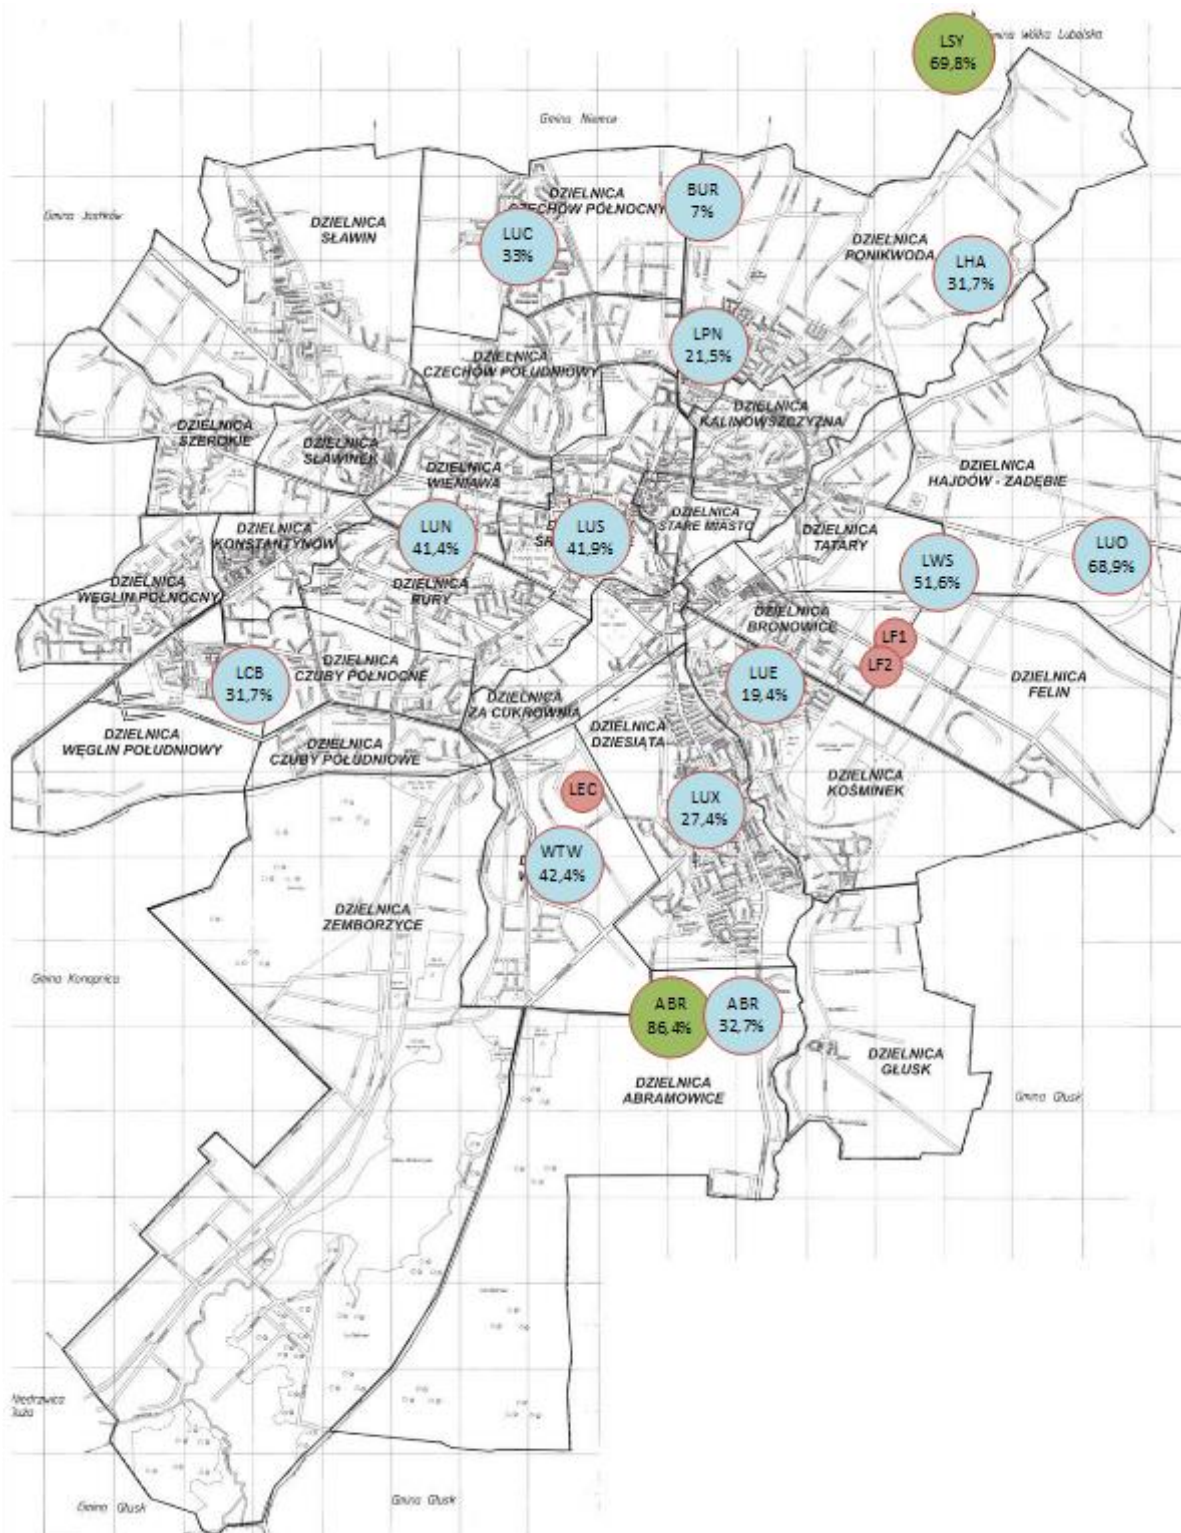 LSY
69,8%
Gmina Wólka Lubelska
Gmina Niemce
DZIELNICA
CZECHÓW PÓŁNOCNY
BUR
7%
Gmina Jastków
DZIELNICA
SŁAWIN
LUC
33%
DZIELNICA
PONIKWODA
LHA
31,7%
LPN
21,5%
DZIELNICA
CZECHÓW POŁUDNIOWY
DZIELNICA
KALINOWSZCZYZNA
DZIELNICA
SZEROKIE
DZIELNICA
SŁAWINEK
DZIELNICA
WIENIAWA
DZIELNICA
HAJDÓW - ZADĘBIE
DZIELNICA
KONSTANTYNÓW
LUN
41,4%
LUS
41,9%
DZIELNICA
STARE MIASTO
DZIELNICA
TATARY
LWS
51,6%
LUO
68,9%
DZIELNICA
WĘGLIN PÓŁNOCNY
DZIELNICA
RURY
DZIELNICA
BRONOWICE
LF1
LF2
LCB
31,7%
DZIELNICA
CZUBY PÓŁNOCNE
DZIELNICA
ZA CUKROWNIĄ
LUE
19,4%
DZIELNICA
FELIN
DZIELNICA
WĘGLIN POŁUDNIOWY
DZIELNICA
CZUBY POŁUDNIOWE
DZIELNICA
DZIESIĄTA
DZIELNICA
KOŚMINEK
LEC
LUX
27,4%
WTW
42,4%
DZIELNICA
ZEMBORZYCE
Gmina Konopnica
ABR
86,4%
ABR
32,7%
DZIELNICA
GŁUSK
DZIELNICA
ABRAMOWICE
Gmina Głusk
Niedrzwica
Duża
Gmina Głusk
Gmina Głusk